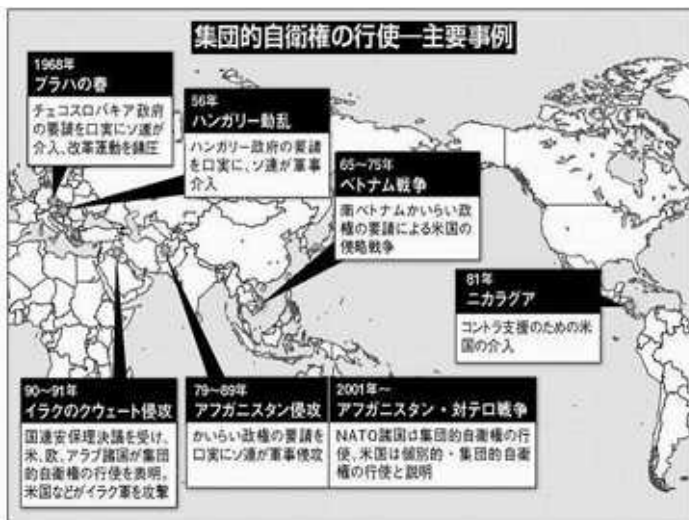 集団的自衛権の行使―主要事例
1968年
プラハの春
チェコスロバキア政府
の要請を口実にソ連が
介入、改革運動を鎮圧
56年
ハンガリー動乱
ハンガリー政府の要請
を口実に、ソ連が軍事
介入
65〜75年
ベトナム戦争
南ベトナムかいらい政
権の要請による米国の
侵略戦争
81年
ニカラグア
コントラ支援のための米
国の介入
90〜91年
イラクのクウェート侵攻
国連安保理決議を受け、
米、欧、アラブ諸国が集団
的自衛権の行使を表明。
米国などがイラク軍を攻撃
79〜89年
アフガニスタン侵攻
かいらい政権の要請を
口実にソ連が軍事侵攻
2001年〜
アフガニスタン・対テロ戦争
NATO諸国は集団的自衛権の行
使、米国は個別的・集団的自衛
権の行使と説明